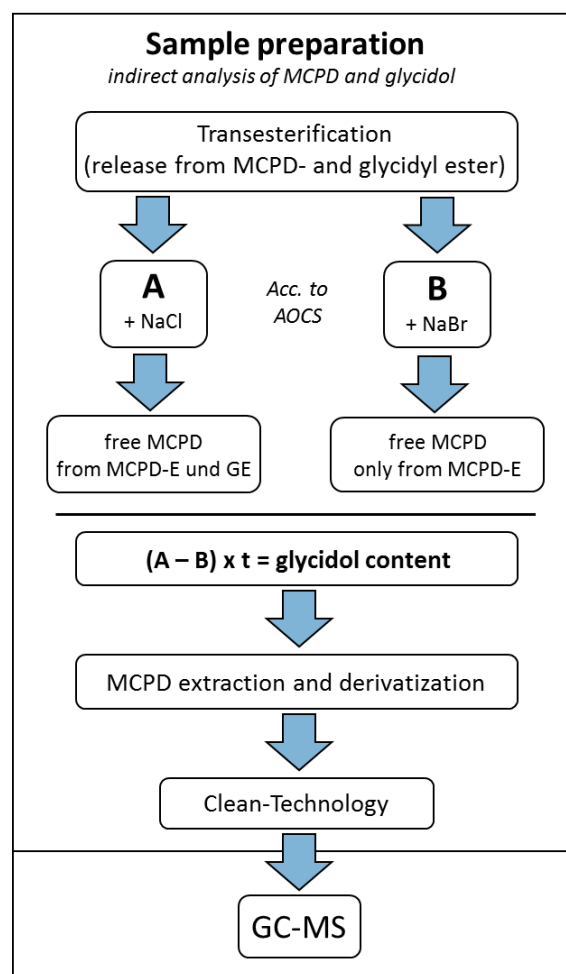 Sample preparation
indirect analysis of MCPD and glycidol
Transesterification
(release from MCPD- and glycidyl ester)
A
+ NaCl
Acc. to
AOCS
B
+ NaBr
free MCPD
from MCPD-E und GE
free MCPD
only from MCPD-E
(A – B) x t = glycidol content
MCPD extraction and derivatization
Clean-Technology
GC-MS